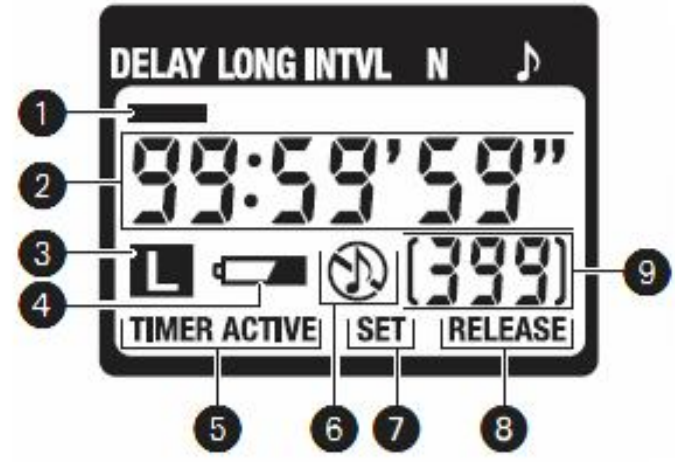 DELAY LONG INTVL N ♪
1
2 99:59’59”
3 L (399) 9
4
TIMER ACTIVE SET RELEASE
5 6 7 8